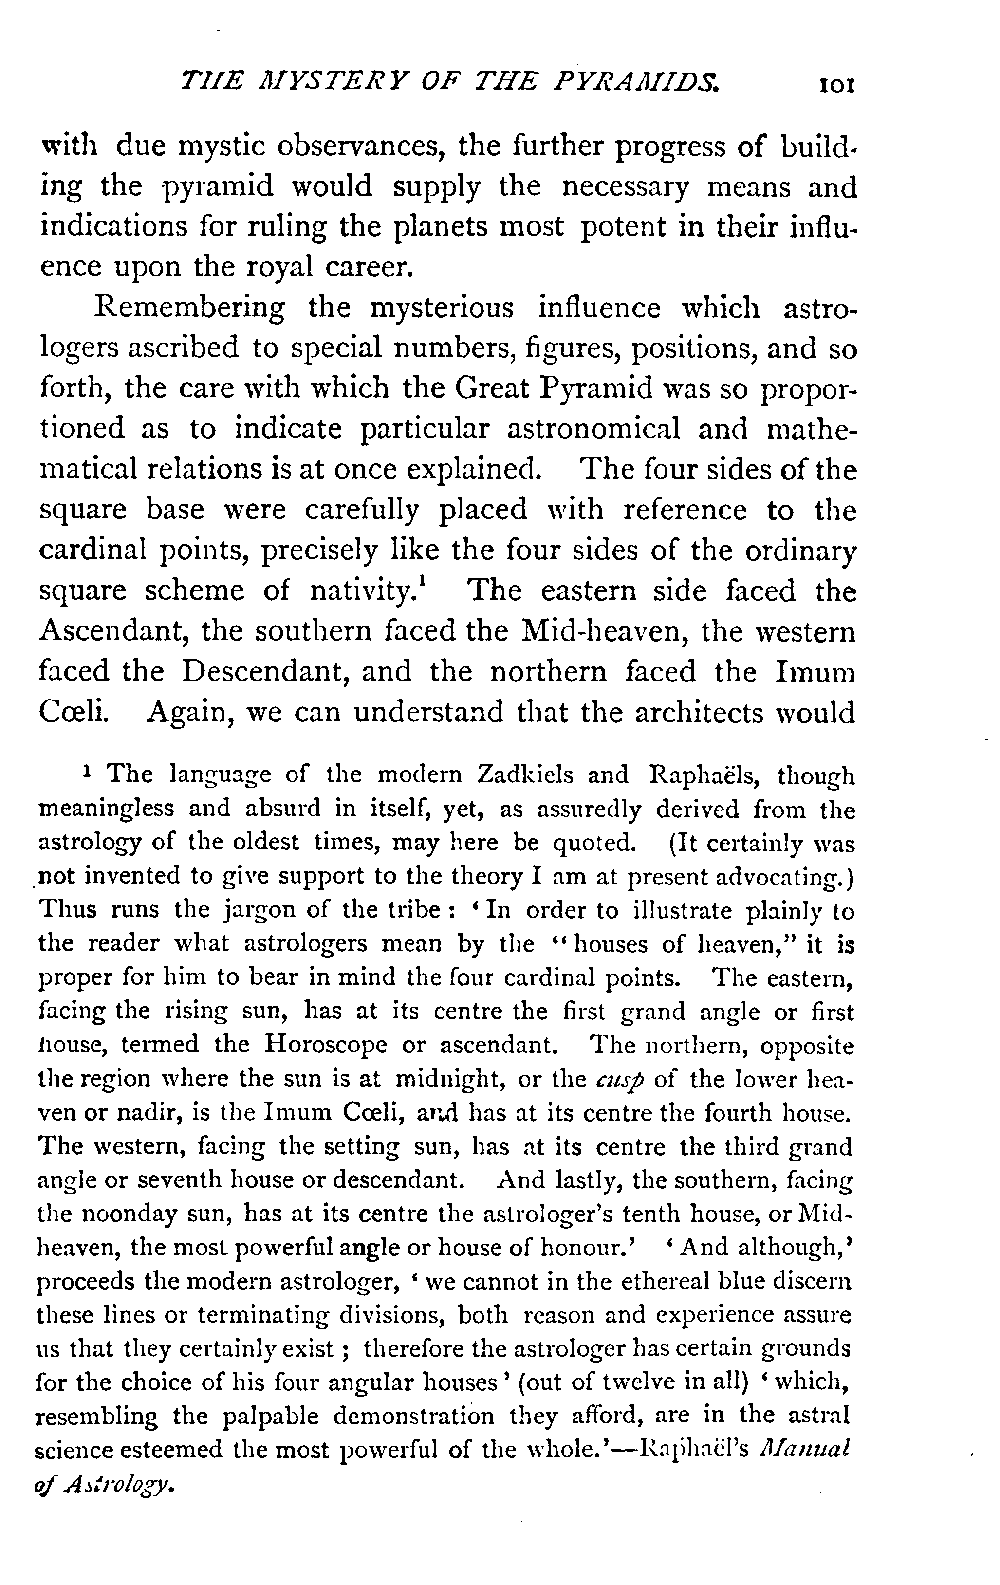 THE MYSTERY OF THE PYRAMIDS. 101
with due mystic observances, the further progress of build-
ing the pyramid would supply the necessary means and
indications for ruling the planets most potent in their influ-
ence upon the royal career.
Remembering the mysterious influence which astro-
logers ascribed to special numbers, figures, positions, and so
forth, the care with which the Great Pyramid was so propor-
tioned as to indicate particular astronomical and mathe-
matical relations is at once explained. The four sides of the
square base were carefully placed with reference to the
cardinal points, precisely like the four sides of the ordinary
square scheme of nativity.¹ The eastern side faced the
Ascendant, the southern faced the Mid-heaven, the western
faced the Descendant, and the northern faced the Imum
Cœli. Again, we can understand that the architects would
¹ The language of the modern Zadkiels and Raphaëls, though
meaningless and absurd in itself, yet, as assuredly derived from the
astrology of the oldest times, may here be quoted. (It certainly was
not invented to give support to the theory I am at present advocating.)
Thus runs the jargon of the tribe: ‘In order to illustrate plainly to
the reader what astrologers mean by the “houses of heaven,” it is
proper for him to bear in mind the four cardinal points. The eastern,
facing the rising sun, has at its centre the first grand angle or first
house, termed the Horoscope or ascendant. The northern, opposite
the region where the sun is at midnight, or the cusp of the lower hea-
ven or nadir, is the Imum Cœli, and has at its centre the fourth house.
The western, facing the setting sun, has at its centre the third grand
angle or seventh house or descendant. And lastly, the southern, facing
the noonday sun, has at its centre the astrologer's tenth house, or Mid-
heaven, the most powerful angle or house of honour.’ ‘And although,’
proceeds the modern astrologer, ‘we cannot in the ethereal blue discern
these lines or terminating divisions, both reason and experience assure
us that they certainly exist; therefore the astrologer has certain grounds
for the choice of his four angular houses’ (out of twelve in all) ‘which,
resembling the palpable demonstration they afford, are in the astral
science esteemed the most powerful of the whole.’—Raphaël's Manual
of Astrology.